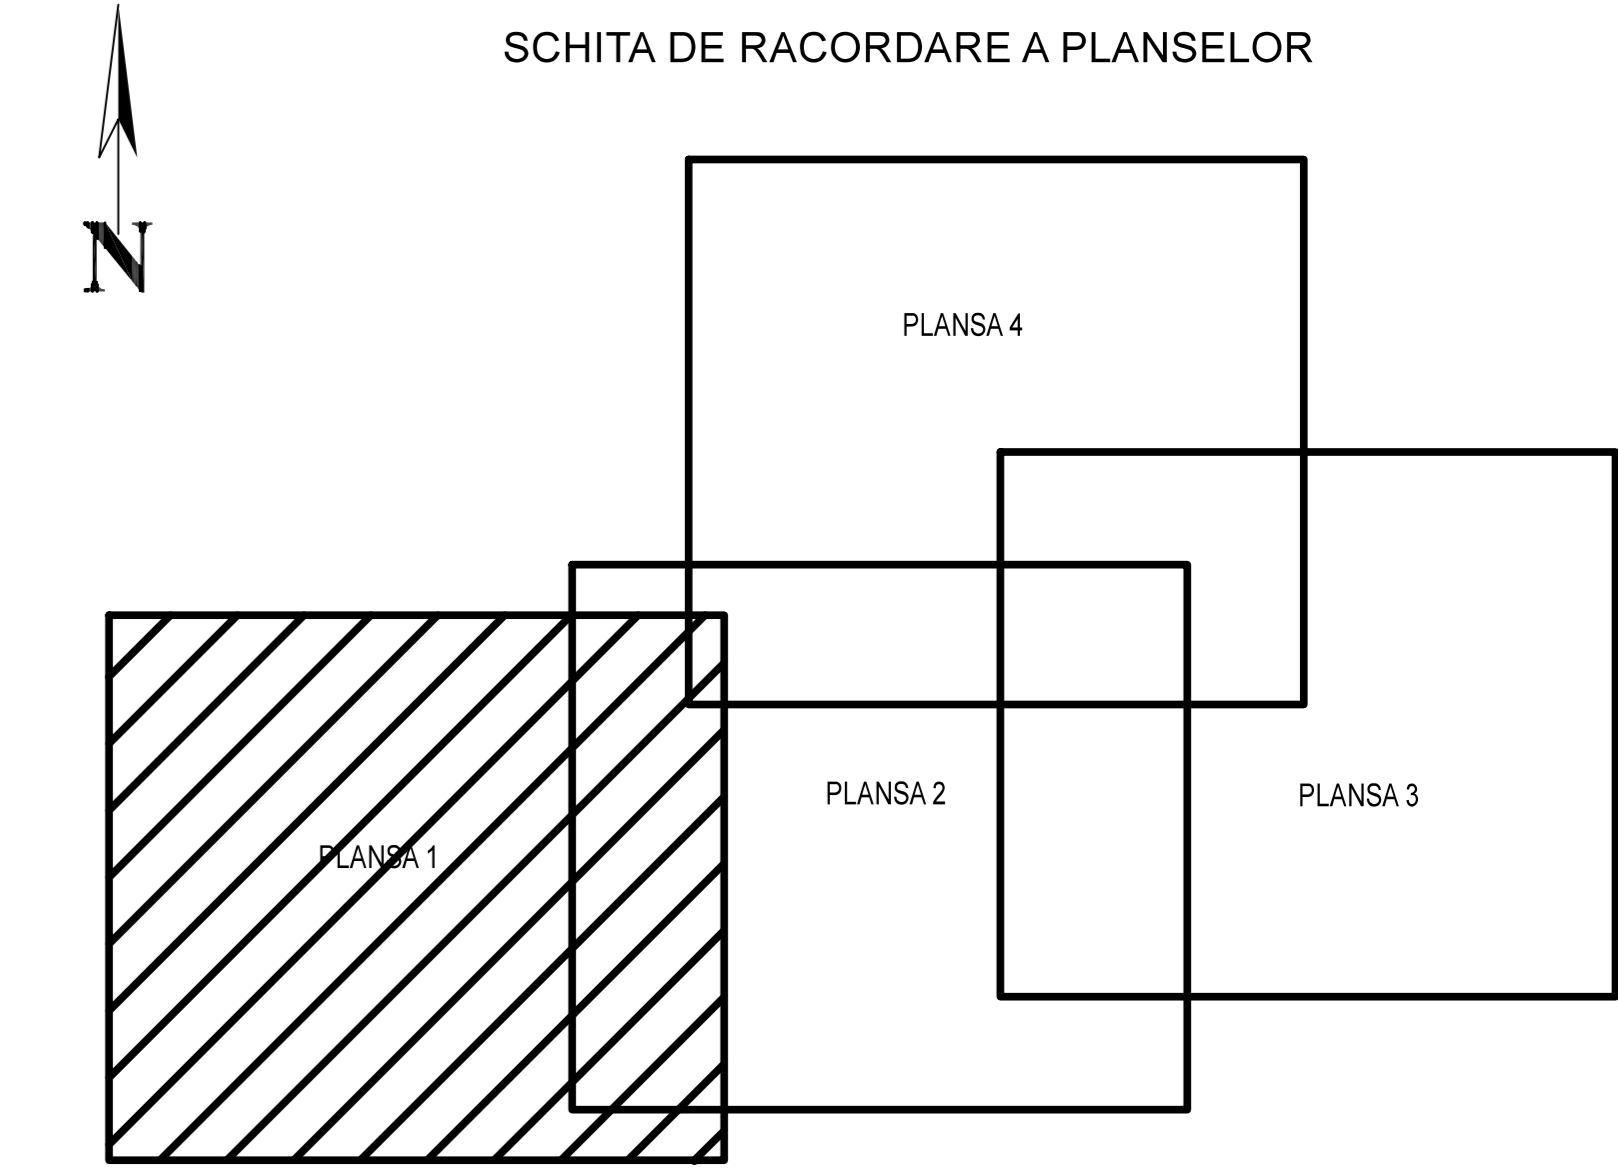 SCHITA DE RACORDARE A PLANSELOR
N
PLANSA 4
PLANSA 2
PLANSA 3
PLANSA 1